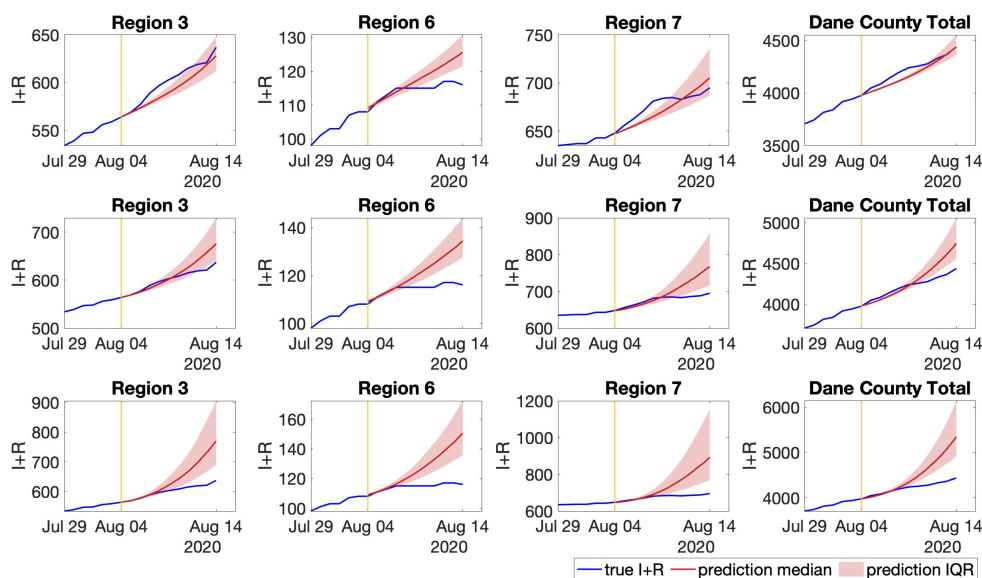 Region 3
I+R
650
600
550
Jul 29 Aug 04 Aug 14
2020
Region 6
I+R
130
120
110
100
Jul 29 Aug 04 Aug 14
2020
Region 7
I+R
700
650
Jul 29 Aug 04 Aug 14
2020
Dane County Total
I+R
4500
4000
3500
Jul 29 Aug 04 Aug 14
2020
Region 3
I+R
700
600
500
Jul 29 Aug 04 Aug 14
2020
Region 6
I+R
140
120
100
Jul 29 Aug 04 Aug 14
2020
Region 7
I+R
900
800
700
600
Jul 29 Aug 04 Aug 14
2020
Dane County Total
I+R
5000
4500
4000
Jul 29 Aug 04 Aug 14
2020
Region 3
I+R
900
800
700
600
Jul 29 Aug 04 Aug 14
2020
Region 6
I+R
160
140
120
100
Jul 29 Aug 04 Aug 14
2020
Region 7
I+R
1200
1000
800
600
Jul 29 Aug 04 Aug 14
2020
Dane County Total
I+R
6000
5000
4000
Jul 29 Aug 04 Aug 14
2020
true I+R prediction median prediction IQR